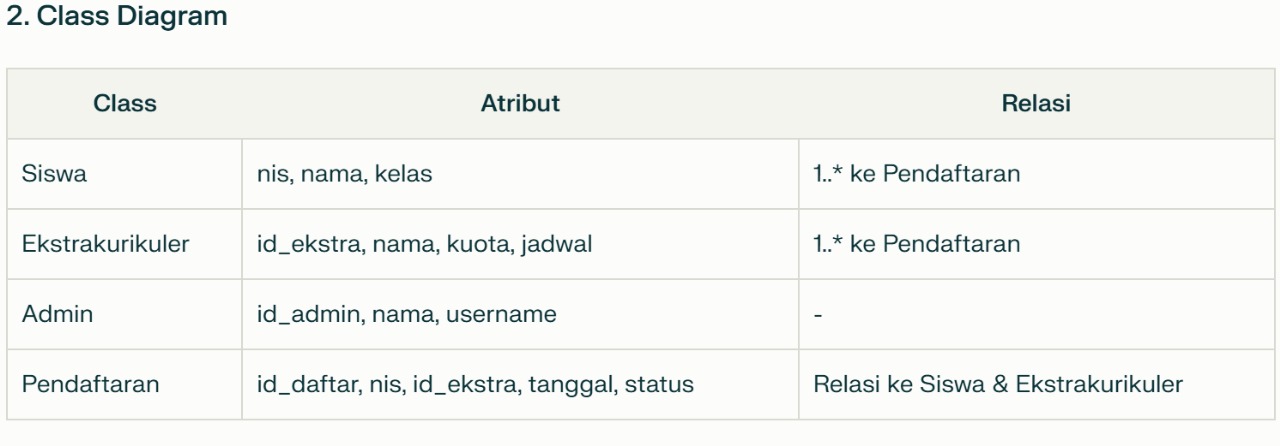 2. Class Diagram
Class Atribut Relasi
Siswa nis, nama, kelas 1..* ke Pendaftaran
Ekstrakurikuler id_ekstra, nama, kuota, jadwal 1..* ke Pendaftaran
Admin id_admin, nama, username -
Pendaftaran id_daftar, nis, id_ekstra, tanggal, status Relasi ke Siswa & Ekstrakurikuler